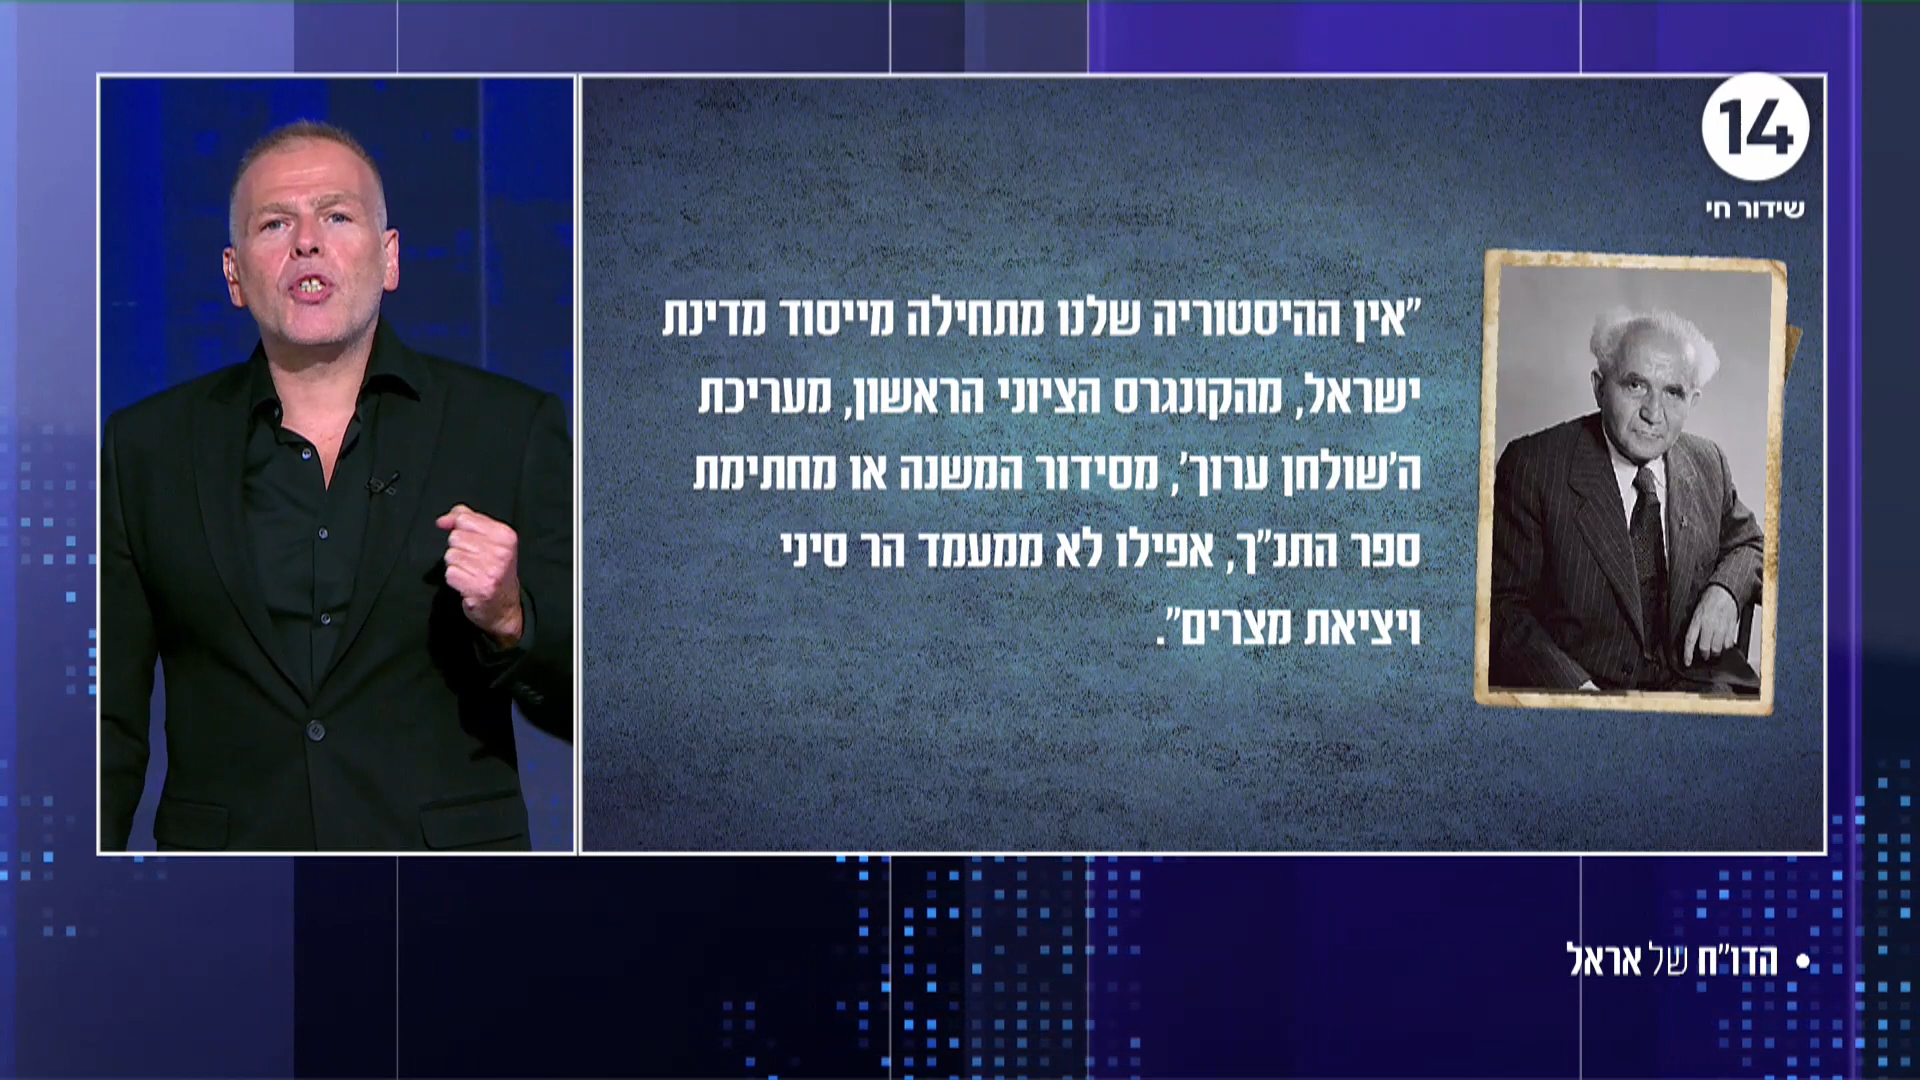 14
שידור חי
"אין ההיסטוריה שלנו מתחילה מייסוד מדינת
ישראל, מהקונגרס הציוני הראשון, מעריכת
ה'שולחן ערוך', מסידור המשנה או מחתימת
ספר התנ"ך, אפילו לא ממעמד הר סיני
ויציאת מצרים".
• הדו"ח של אראל